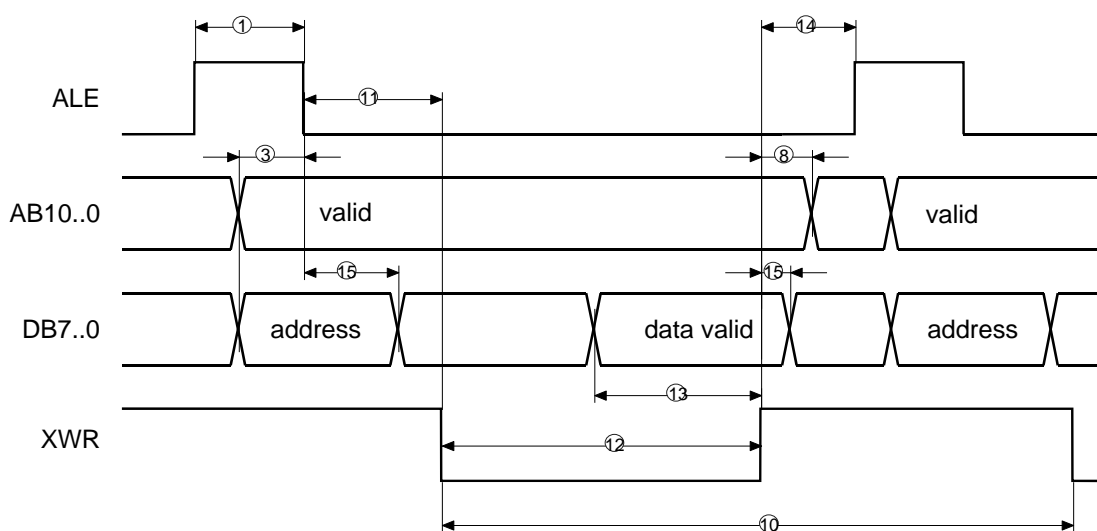 1
14
ALE
11
3
8
AB10..0
valid
valid
15
15
DB7..0
address
data valid
address
13
XWR
12
10